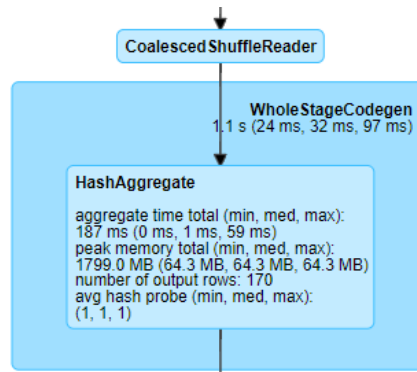 CoalescedShuffleReader
WholeStageCodegen
1.1 s (24 ms, 32 ms, 97 ms)
HashAggregate
aggregate time total (min, med, max):
187 ms (0 ms, 1 ms, 59 ms)
peak memory total (min, med, max):
1799.0 MB (64.3 MB, 64.3 MB, 64.3 MB)
number of output rows: 170
avg hash probe (min, med, max):
(1, 1, 1)